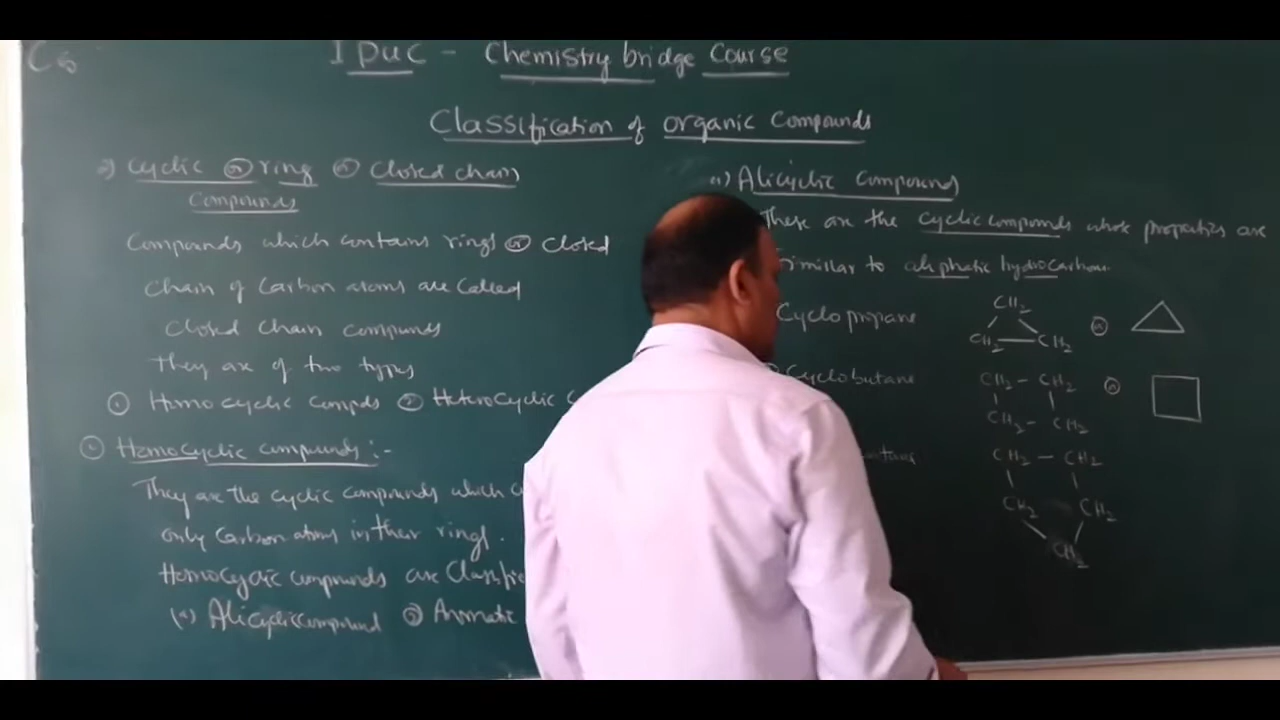 I PUC - Chemistry bridge Course
Classification of organic Compounds
2) Cyclic or ring or Closed chain
Compounds
Compounds which contains rings or closed
chain of Carbon atoms are Called
Closed chain compounds
They are of two types
① Homocyclic Compds ② Heterocyclic C
① Homocyclic compounds :-
They are the cyclic compounds which
only Carbon atoms in their rings.
Homocyclic compounds are Classifie
(a) Alicyclic compound ② Aromatic
(a) Alicyclic Compounds
These are the cyclic compounds whose properties are
Similar to aliphatic hydrocarbons.
Cyclopropane CH2 CH2 — CH2 or
Cyclobutane CH2 - CH2 or
CH2 - CH2
CH2 — CH2
CH2 CH2
CH2